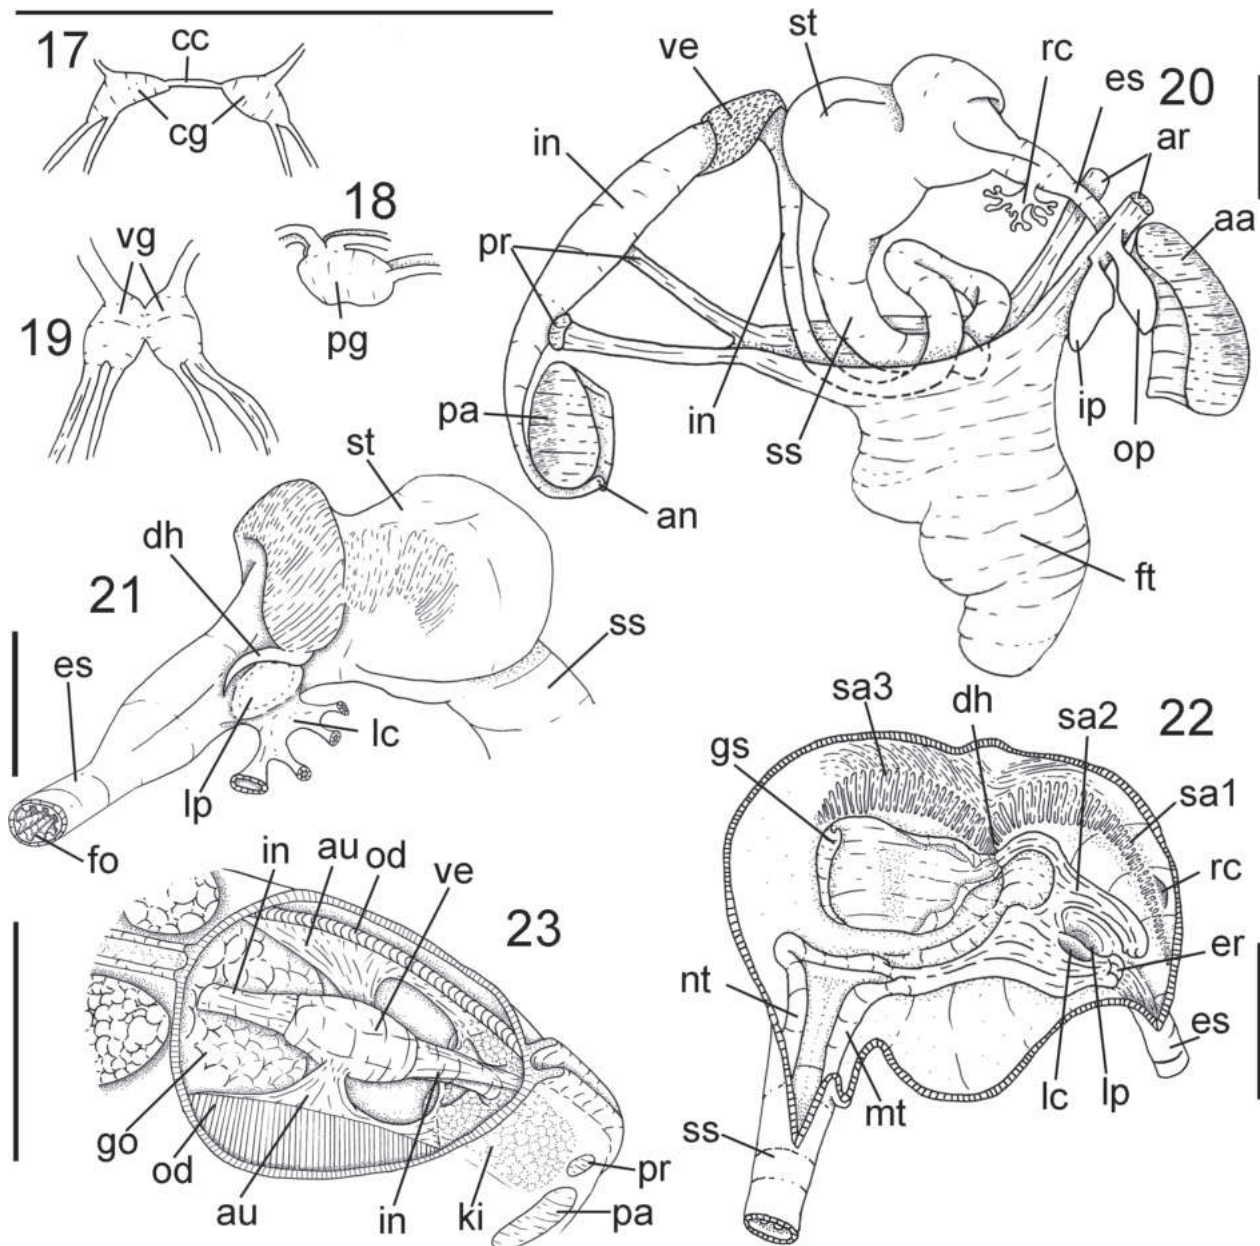 17
cc
cg
18
pg
vg
19
ve
st
rc
es
20
ar
in
aa
pr
pa
in
ss
ip
op
an
ft
st
dh
21
es
ss
lc
lp
fo
sa3
dh
sa2
22
gs
sa1
rc
er
nt
es
lc
lp
mt
ss
in
au
od
ve
23
go
od
au
in
ki
pr
pa